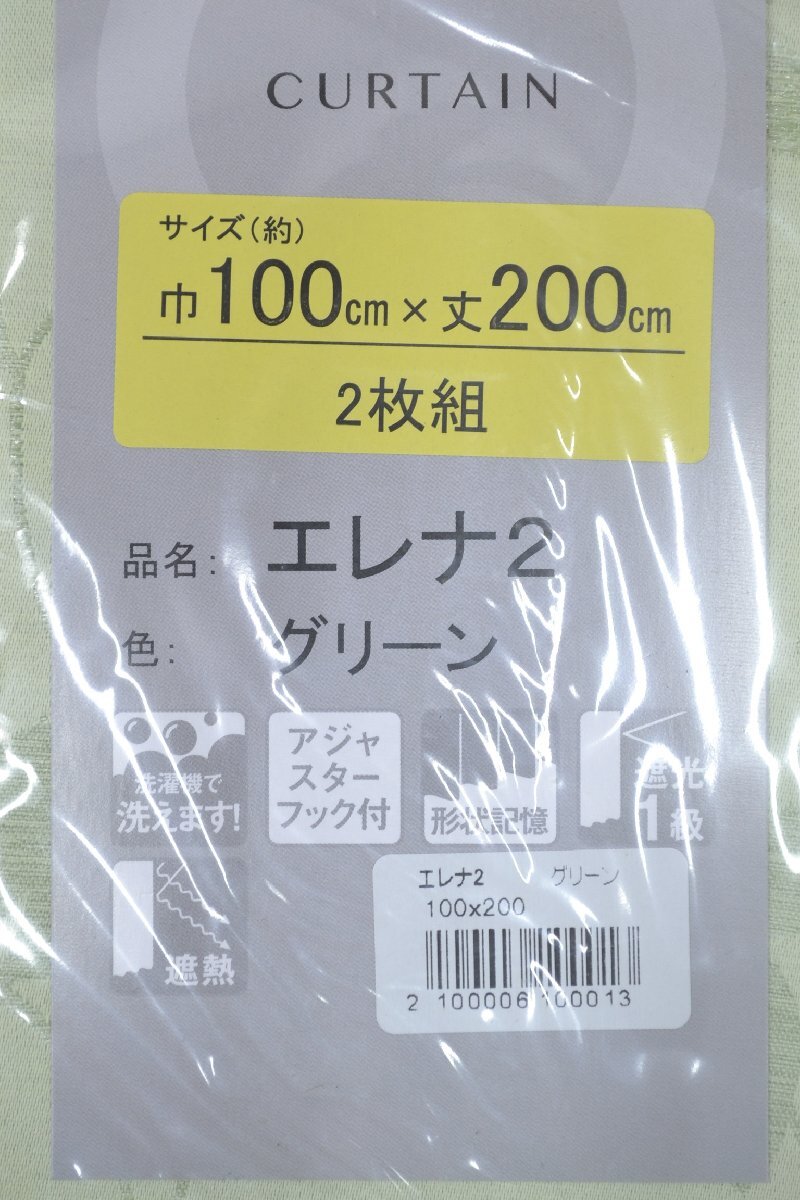 CURTAIN
サイズ(約)
巾100cm×丈200cm
2枚組
品名: エレナ2
色: グリーン
洗濯機で
洗えます!
アジャ
スター
フック付
形状記憶
遮光
1級
遮熱
エレナ2 グリーン
100x200
2 100006 100013